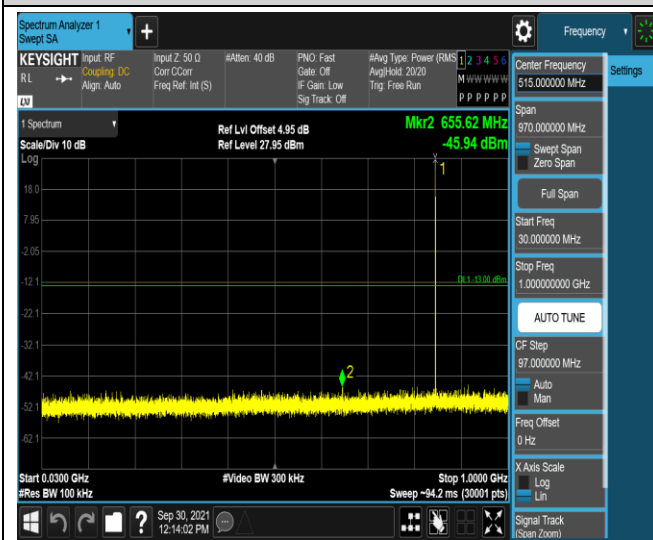 Spectrum Analyzer 1
Swept SA
+
Frequency
KEYSIGHT
RL
LXI
Input: RF
Coupling: DC
Align: Auto
Input Z: 50 Ω
Corr CCorr
Freq Ref: Int (S)
#Atten: 40 dB
PNO: Fast
Gate: Off
IF Gain: Low
Sig Track: Off
#Avg Type: Power (RMS
Avg|Hold: 20/20
Trig: Free Run
1 2 3 4 5 6
M W W W W W
P P P P P P
Center Frequency
515.000000 MHz
Settings
Span
970.000000 MHz
Swept Span
Zero Span
Full Span
Start Freq
30.000000 MHz
Stop Freq
1.000000000 GHz
AUTO TUNE
CF Step
97.000000 MHz
Auto
Man
Freq Offset
0 Hz
X Axis Scale
Log
Lin
Signal Track
(Span Zoom)
1 Spectrum
Scale/Div 10 dB
Log
Ref Lvl Offset 4.95 dB
Ref Level 27.95 dBm
Mkr2 655.62 MHz
-45.94 dBm
1
18.0
7.95
-2.05
-12.1
DL1 -13.00 dBm
-22.1
-32.1
-42.1
2
-52.1
-62.1
Start 0.0300 GHz
#Res BW 100 kHz
#Video BW 300 kHz
Stop 1.0000 GHz
Sweep ~94.2 ms (30001 pts)
?
Sep 30, 2021
12:14:02 PM